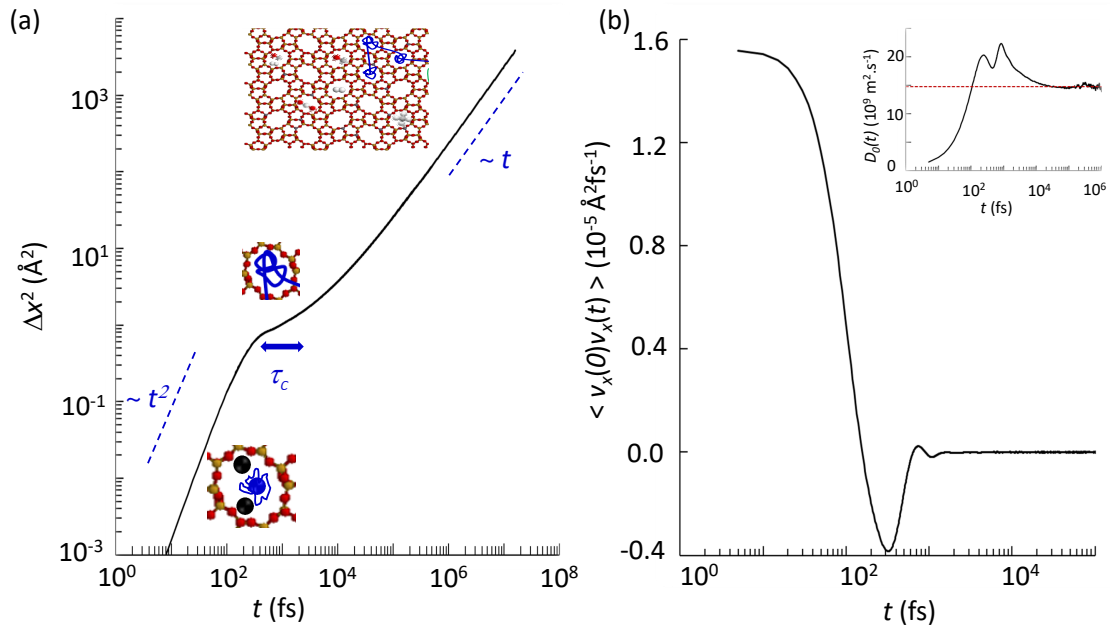 (a)
10³
10¹
10⁻¹
10⁻³
Δx² (Å²)
10⁰ 10² 10⁴ 10⁶ 10⁸
t (fs)
~ t
τc
~ t²
(b)
1.6
1.2
0.8
0.4
0.0
-0.4
< vx(0)vx(t) > (10⁻⁵ Å²fs⁻¹)
10⁰ 10² 10⁴
t (fs)
20
10
0
D₀(t) (10⁹ m².s⁻¹)
10⁰ 10² 10⁴ 10⁶
t (fs)